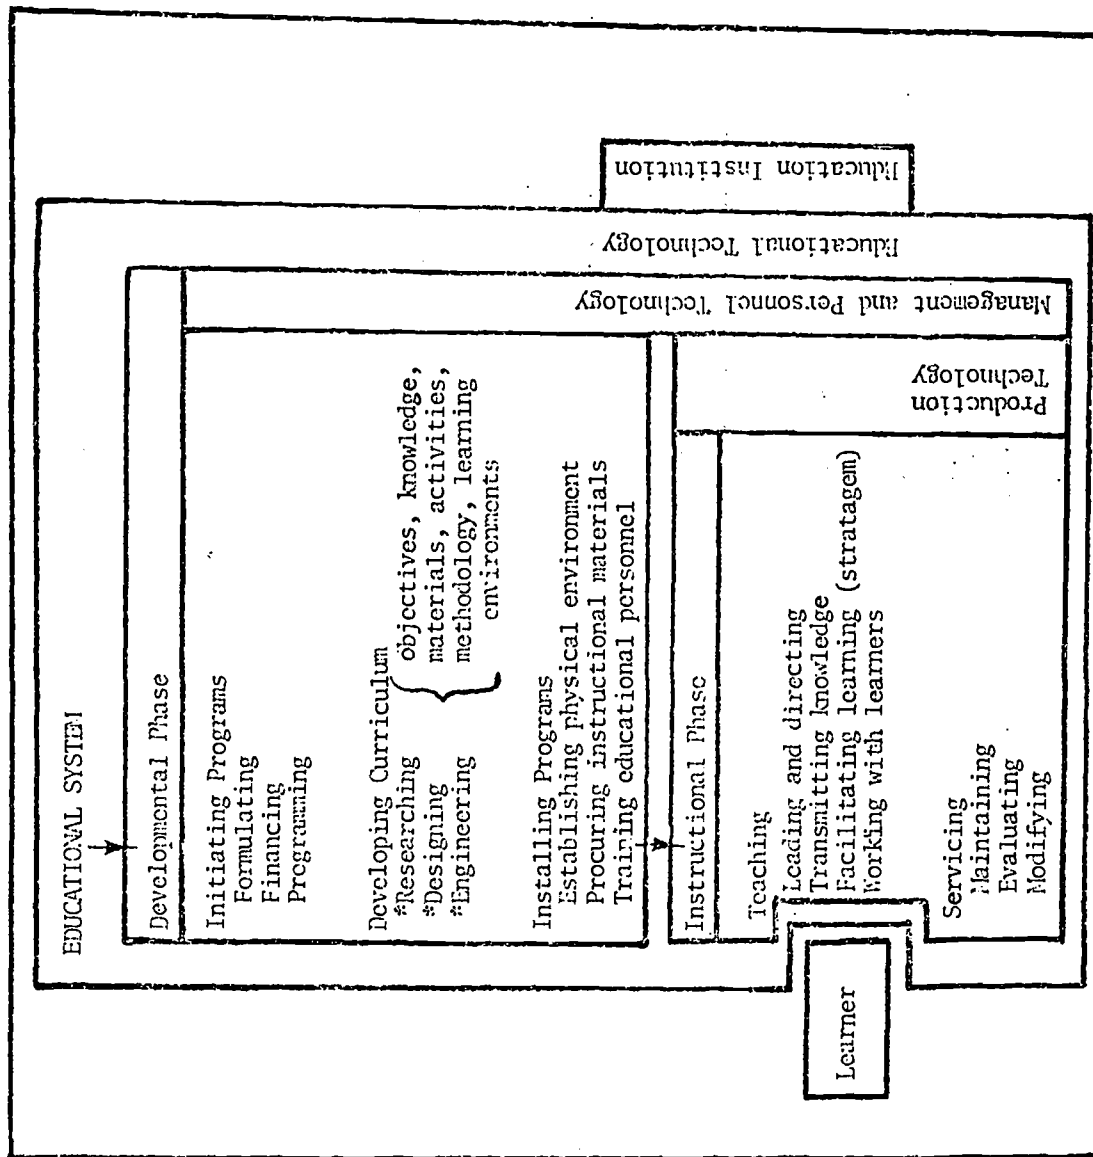 EDUCATIONAL SYSTEM
Developmental Phase
Initiating Programs
Formulating
Financing
Programming
Developing Curriculum
*Researching
*Designing
*Engineering
objectives, knowledge,
materials, activities,
methodology, learning
environments
Installing Programs
Establishing physical environment
Procuring instructional materials
Training educational personnel
Instructional Phase
Teaching
Leading and directing
Transmitting knowledge
Facilitating learning (stratagem)
Working with learners
Servicing
Maintaining
Evaluating
Modifying
Learner
Production
Technology
Management and Personnel Technology
Educational Technology
Education Institution